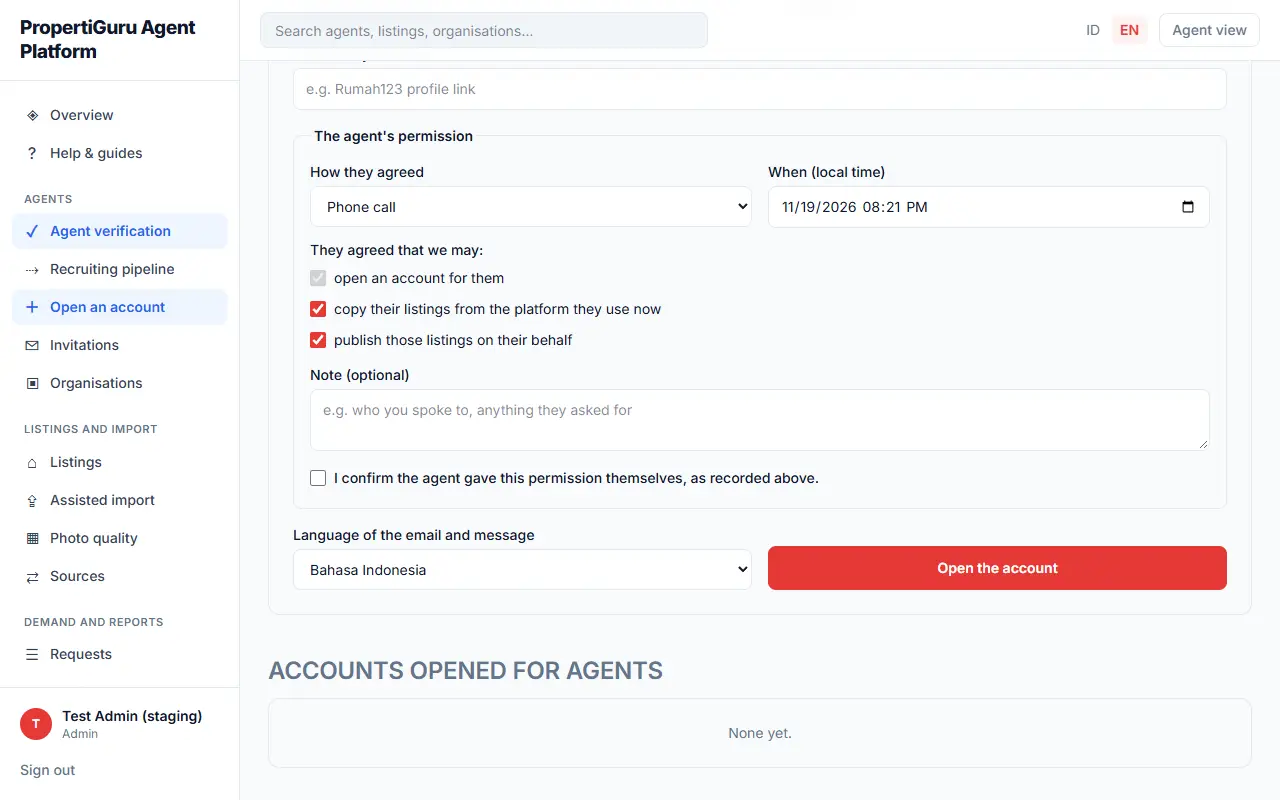 PropertiGuru Agent
Platform
Search agents, listings, organisations...
ID
EN
Agent view
Overview
? Help & guides
AGENTS
Agent verification
Recruiting pipeline
Open an account
Invitations
Organisations
LISTINGS AND IMPORT
Listings
Assisted import
Photo quality
Sources
DEMAND AND REPORTS
Requests
T
Test Admin (staging)
Admin
Sign out
e.g. Rumah123 profile link
The agent's permission
How they agreed
When (local time)
Phone call
11/19/2026 08:21 PM
They agreed that we may:
open an account for them
copy their listings from the platform they use now
publish those listings on their behalf
Note (optional)
e.g. who you spoke to, anything they asked for
I confirm the agent gave this permission themselves, as recorded above.
Language of the email and message
Bahasa Indonesia
Open the account
ACCOUNTS OPENED FOR AGENTS
None yet.